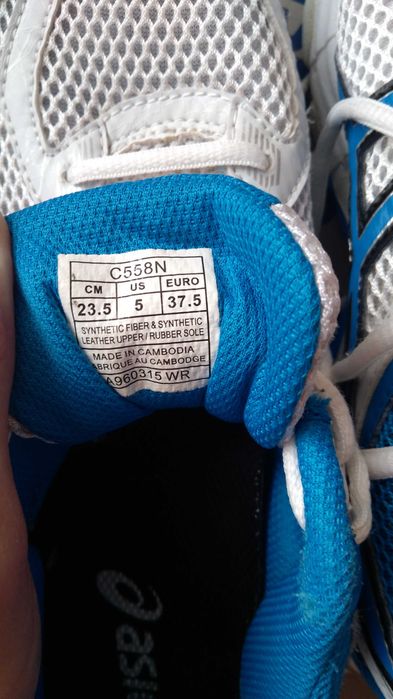 C558N
CM US EURO
23.5 5 37.5
SYNTHETIC FIBER & SYNTHETIC
LEATHER UPPER / RUBBER SOLE
MADE IN CAMBODIA
FABRIQUE AU CAMBODGE
A960315 WR
asi